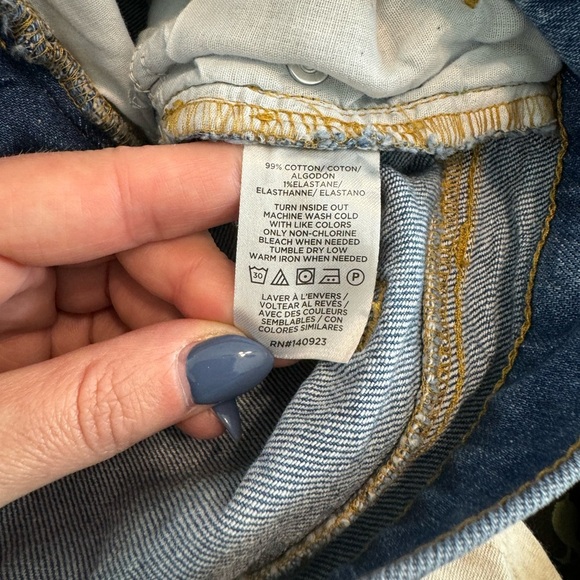 99% COTTON/ COTON/
ALGODÓN
1%ELASTANE/
ELASTHANNE/ ELASTANO
TURN INSIDE OUT
MACHINE WASH COLD
WITH LIKE COLORS
ONLY NON-CHLORINE
BLEACH WHEN NEEDED
TUMBLE DRY LOW
WARM IRON WHEN NEEDED
30 P
LAVER À L'ENVERS/
VOLTEAR AL REVÉS/
AVEC DES COULEURS
SEMBLABLES/ CON
COLORES SIMILARES
RN#140923